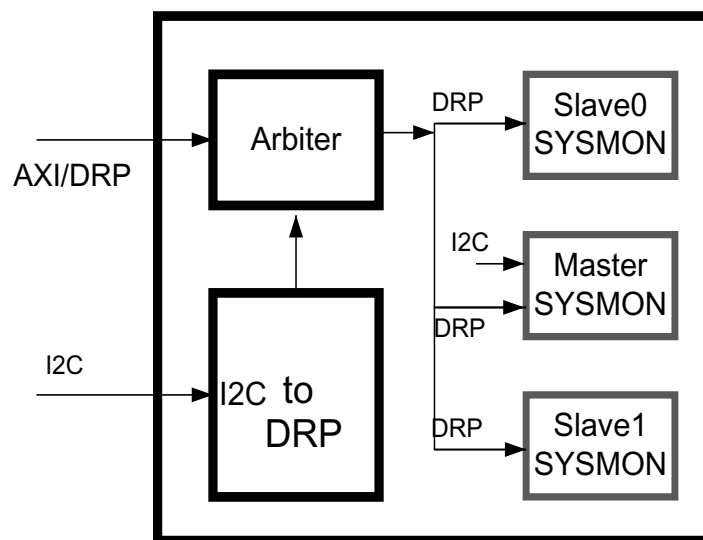 DRP
Slave0
SYSMON
Arbiter
AXI/DRP
I2C
Master
SYSMON
DRP
I2C
I2C to
DRP
DRP
Slave1
SYSMON